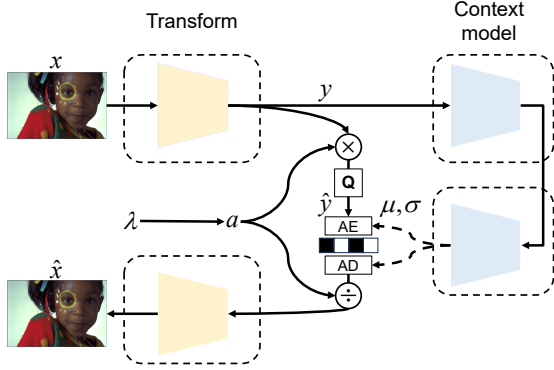 Transform
Context
model
x
y
×
Q
ŷ
μ,σ
λ
a
AE
AD
x̂
÷